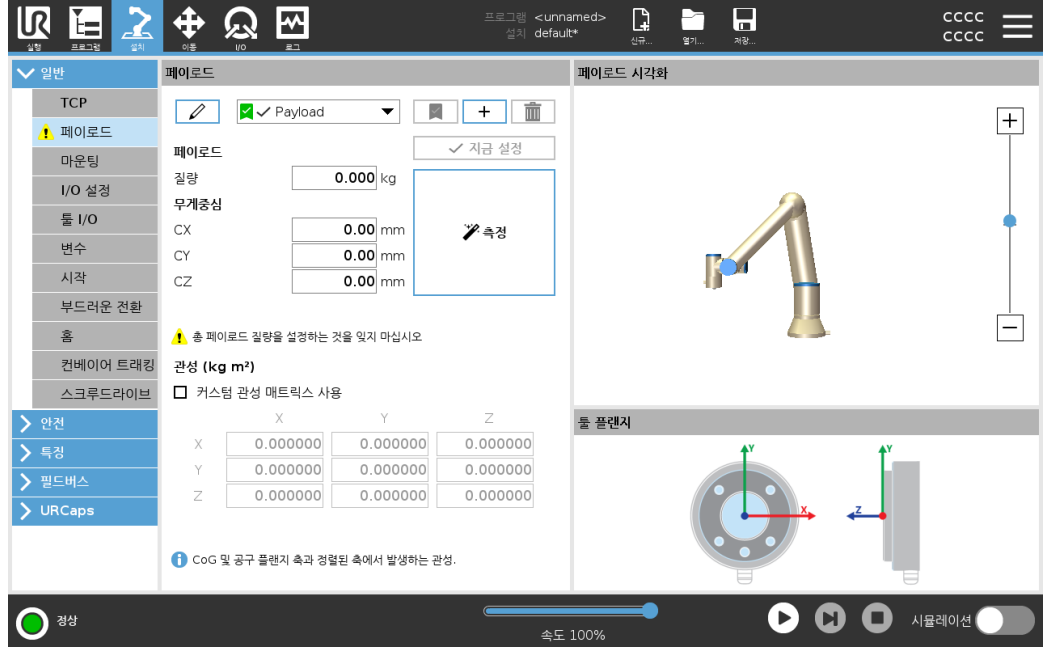 UR
프로그램 <unnamed>
설치 default*
cccc
cccc
실행 프로그램 설치 이동 I/O 로그 신규... 열기... 저장...
일반
TCP
페이로드
마운팅
I/O 설정
툴 I/O
변수
시작
부드러운 전환
홈
컨베이어 트래킹
스크루드라이브
안전
특징
필드버스
URCaps
페이로드
Payload
지금 설정
페이로드
질량 0.000 kg
무게중심
CX 0.00 mm
CY 0.00 mm
CZ 0.00 mm
측정
총 페이로드 질량을 설정하는 것을 잊지 마십시오
관성 (kg m²)
커스텀 관성 매트릭스 사용
X Y Z
X 0.000000 0.000000 0.000000
Y 0.000000 0.000000 0.000000
Z 0.000000 0.000000 0.000000
CoG 및 공구 플랜지 축과 정렬된 축에서 발생하는 관성.
페이로드 시각화
툴 플랜지
Y Y
X Z
정상
속도 100%
시뮬레이션